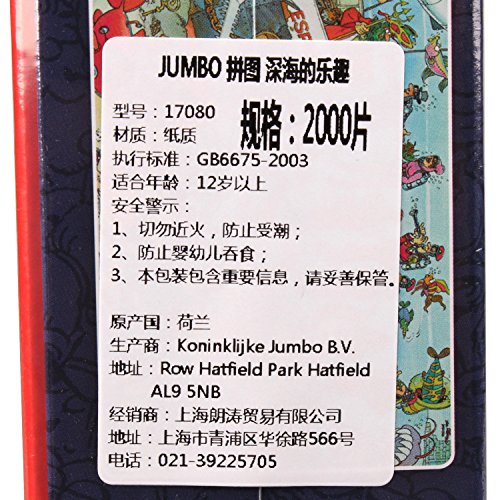 JUMBO 拼图 深海的乐趣
型号：17080
规格：2000片
材质：纸质
执行标准：GB6675-2003
适合年龄：12岁以上
安全警示：
1、切勿近火，防止受潮；
2、防止婴幼儿吞食；
3、本包装包含重要信息，请妥善保管。
原产国：荷兰
生产商：Koninklijke Jumbo B.V.
地址：Row Hatfield Park Hatfield
AL9 5NB
经销商：上海朗涛贸易有限公司
地址：上海市青浦区华徐路566号
电话：021-39225705